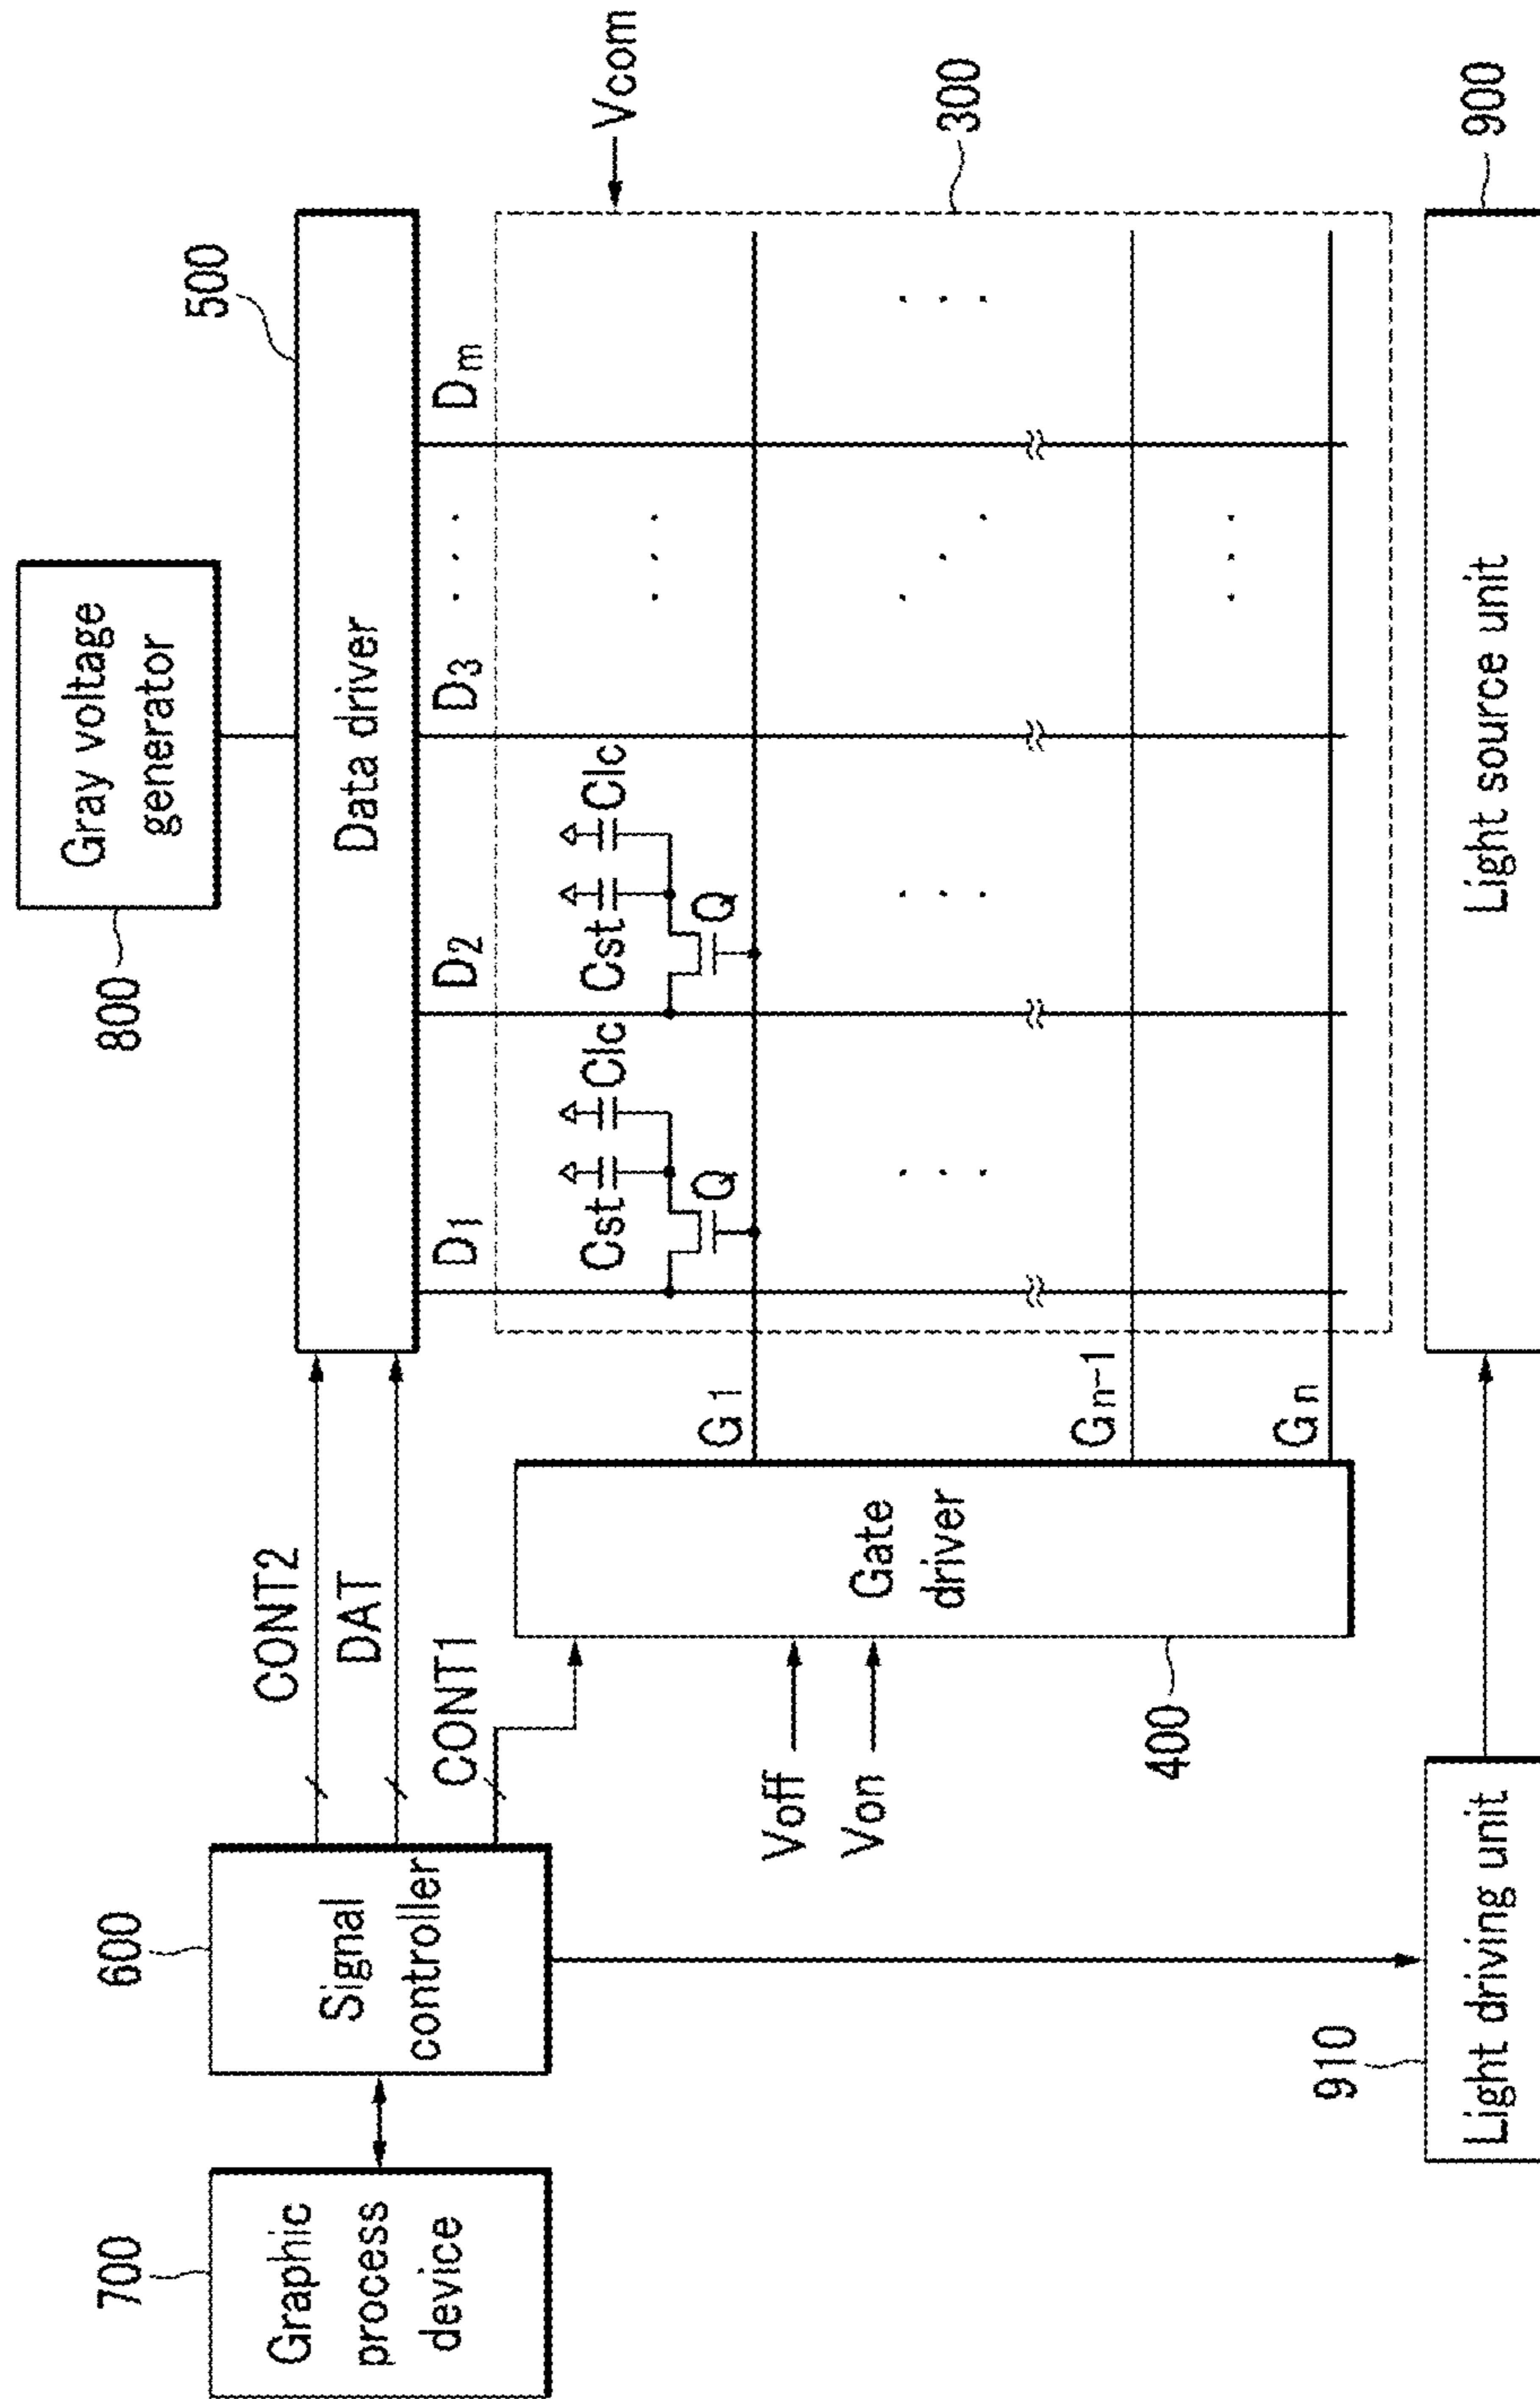 800
Gray voltage
generator
500
Data driver
700
Graphic
process
device
600
Signal
controller
CONT2
DAT
CONT1
D1
D2
D3
. . .
Dm
Vcom
Cst
Clc
Q
Cst
Clc
Q
300
Voff
Von
Gate
driver
400
G1
Gn-1
Gn
910
Light driving unit
Light source unit
900